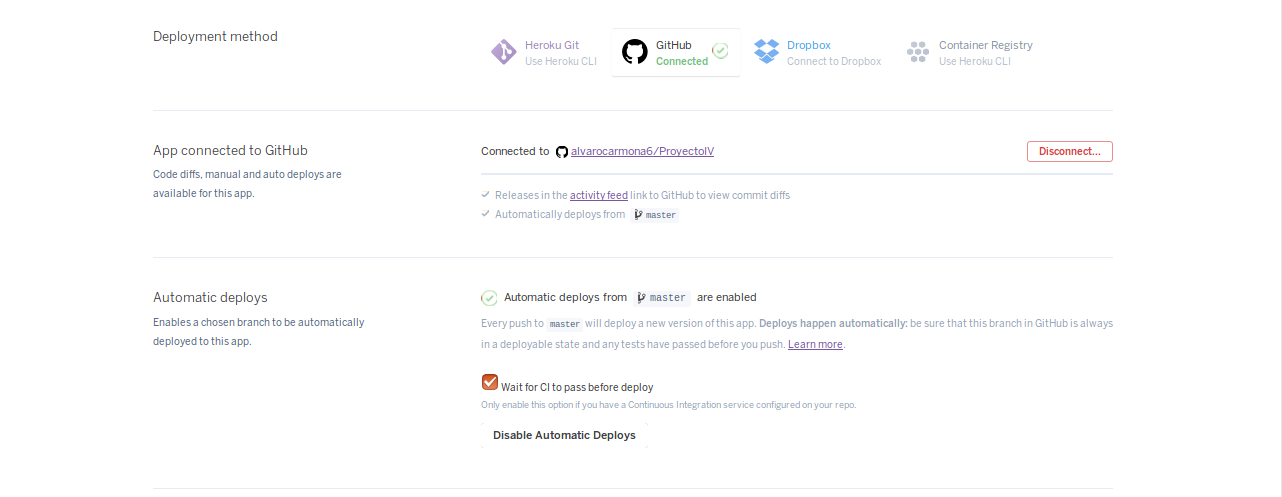 Deployment method
Heroku Git
Use Heroku CLI
GitHub
Connected
Dropbox
Connect to Dropbox
Container Registry
Use Heroku CLI
App connected to GitHub
Code diffs, manual and auto deploys are
available for this app.
Connected to alvarocarmona6/ProyectoIV
Disconnect...
Releases in the activity feed link to GitHub to view commit diffs
Automatically deploys from master
Automatic deploys
Enables a chosen branch to be automatically
deployed to this app.
Automatic deploys from master are enabled
Every push to master will deploy a new version of this app. Deploys happen automatically: be sure that this branch in GitHub is always
in a deployable state and any tests have passed before you push. Learn more.
Wait for CI to pass before deploy
Only enable this option if you have a Continuous Integration service configured on your repo.
Disable Automatic Deploys